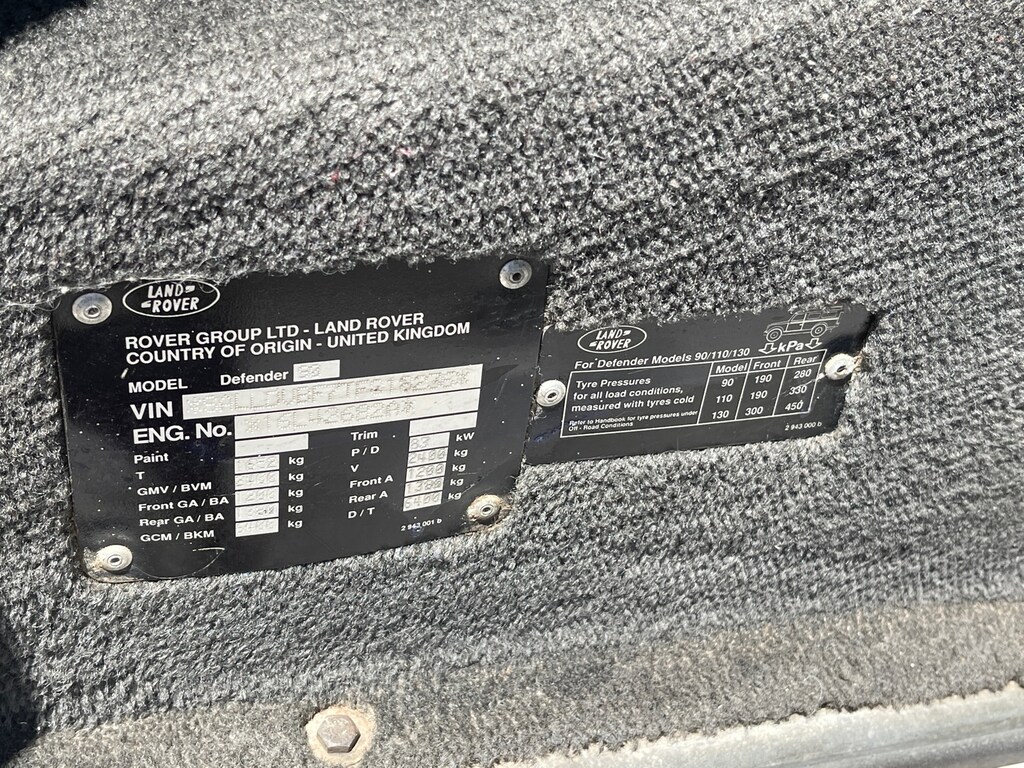 LAND
ROVER
ROVER GROUP LTD - LAND ROVER
COUNTRY OF ORIGIN - UNITED KINGDOM
MODEL Defender 90
VIN
ENG. No.
Paint Trim
T kg P / D kW
GMV / BVM kg V kg
Front GA / BA kg Front A kg
Rear GA / BA kg Rear A kg
GCM / BKM kg D / T kg
2 943 001 b
LAND
ROVER
kPa
For Defender Models 90/110/130 Model Front Rear
Tyre Pressures 90 190 280
for all load conditions, 110 190 330
measured with tyres cold 130 300 450
Refer to Handbook for tyre pressures under
Off - Road Conditions
2 943 000 b